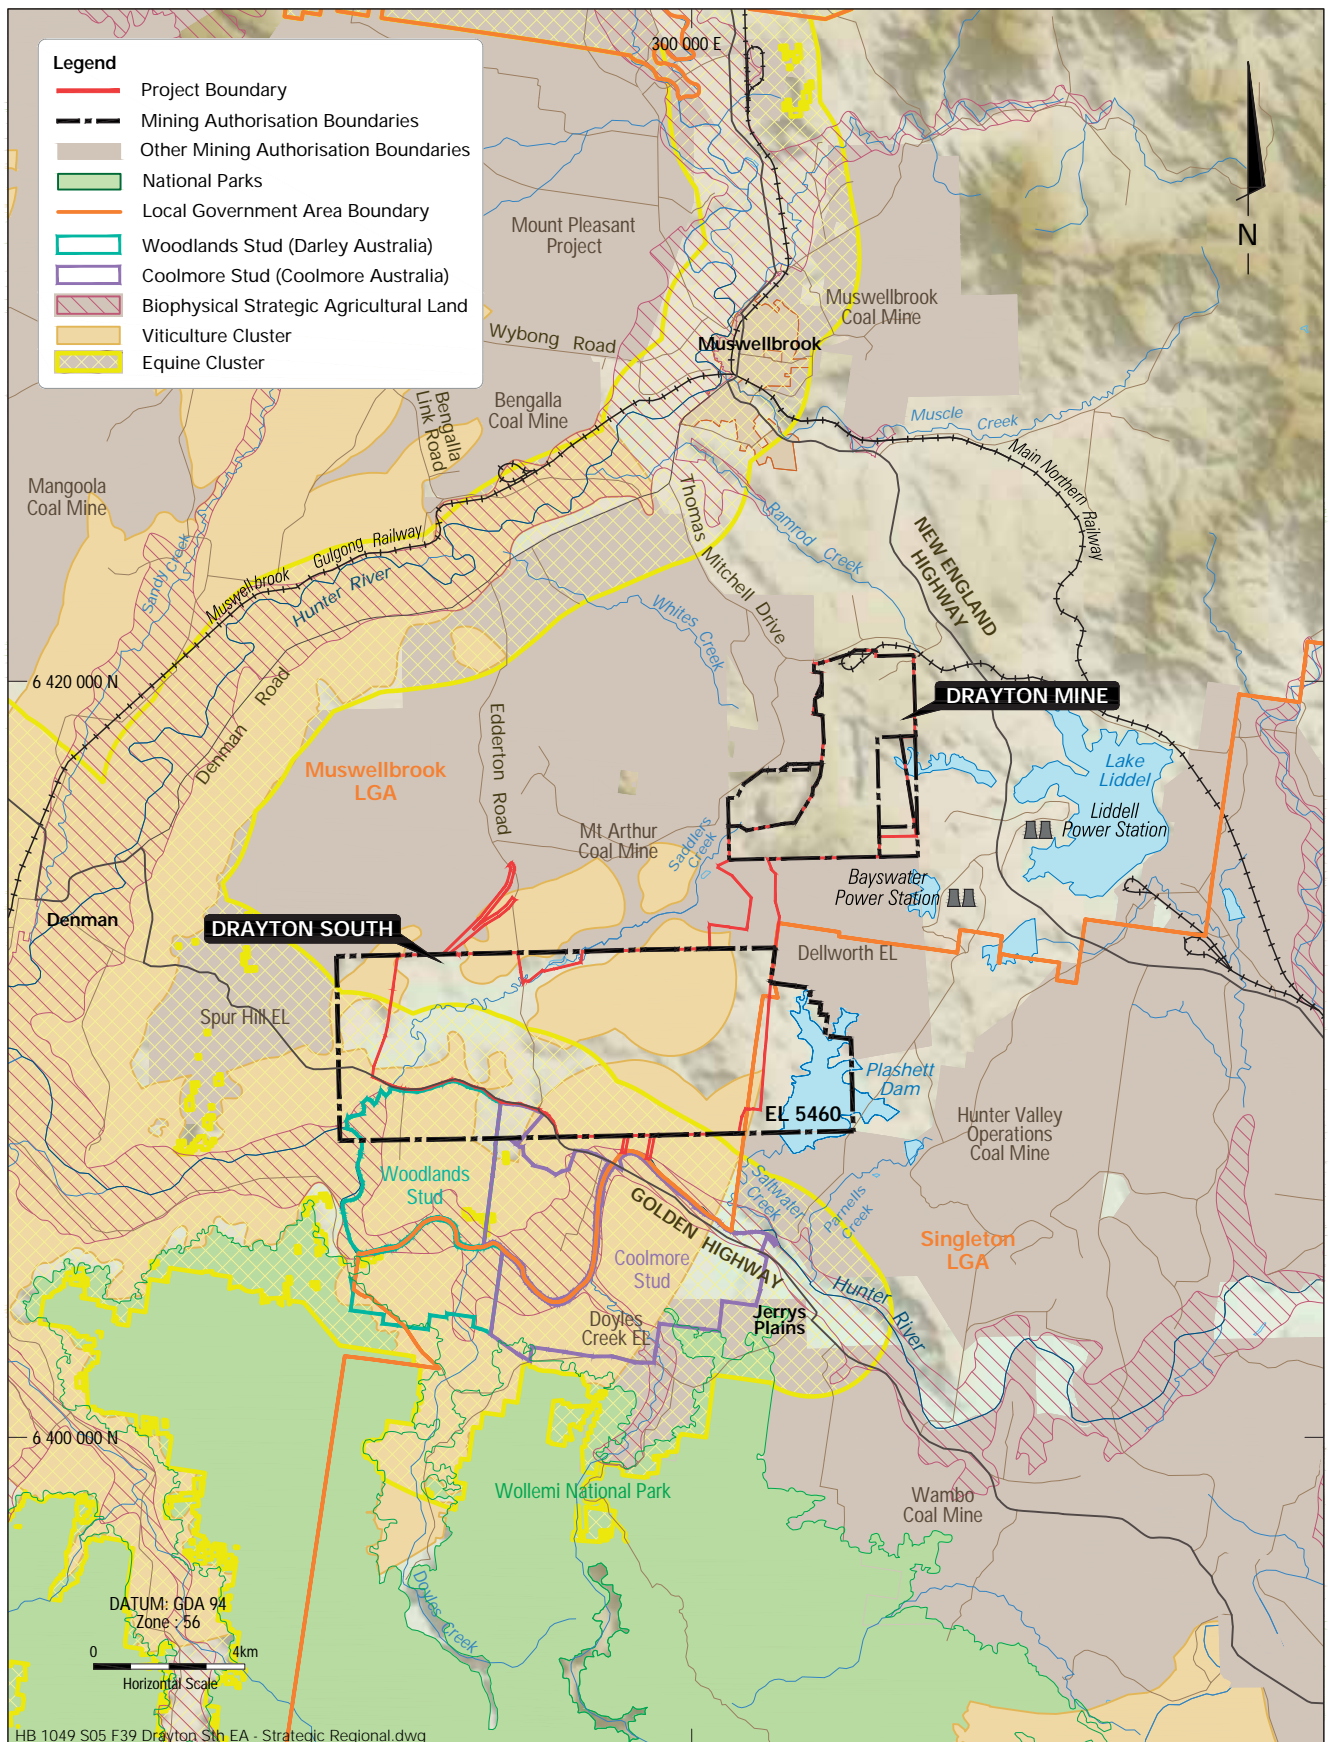 300 000 E
Legend
Project Boundary
Mining Authorisation Boundaries
Other Mining Authorisation Boundaries
National Parks
Local Government Area Boundary
Woodlands Stud (Darley Australia)
Coolmore Stud (Coolmore Australia)
Biophysical Strategic Agricultural Land
Viticulture Cluster
Equine Cluster
N
Mount Pleasant
Project
Muswellbrook
Coal Mine
Wybong Road
Muswellbrook
Bengalla
Link Road
Bengalla
Coal Mine
Muscle Creek
Main Northern Railway
Mangoola
Coal Mine
Thomas Mitchell Drive
Ramrod Creek
NEW ENGLAND
HIGHWAY
Sandy Creek
Muswellbrook Gulgong Railway
Hunter River
Whites Creek
6 420 000 N
Denman Road
DRAYTON MINE
Edderton Road
Muswellbrook
LGA
Lake
Liddel
Liddell
Power Station
Mt Arthur
Coal Mine
Saddlers
Creek
Bayswater
Power Station
Denman
DRAYTON SOUTH
Dellworth EL
Spur Hill EL
Plashett
Dam
EL 5460
Hunter Valley
Operations
Coal Mine
Woodlands
Stud
Saltwater
Creek
Parnells
Creek
GOLDEN HIGHWAY
Singleton
LGA
Coolmore
Stud
Hunter River
Doyles
Creek EL
Jerrys
Plains
6 400 000 N
Wollemi National Park
Wambo
Coal Mine
Doyles Creek
DATUM: GDA 94
Zone : 56
0 4km
Horizontal Scale
HB 1049 S05 F39 Drayton Sth EA - Strategic Regional.dwg